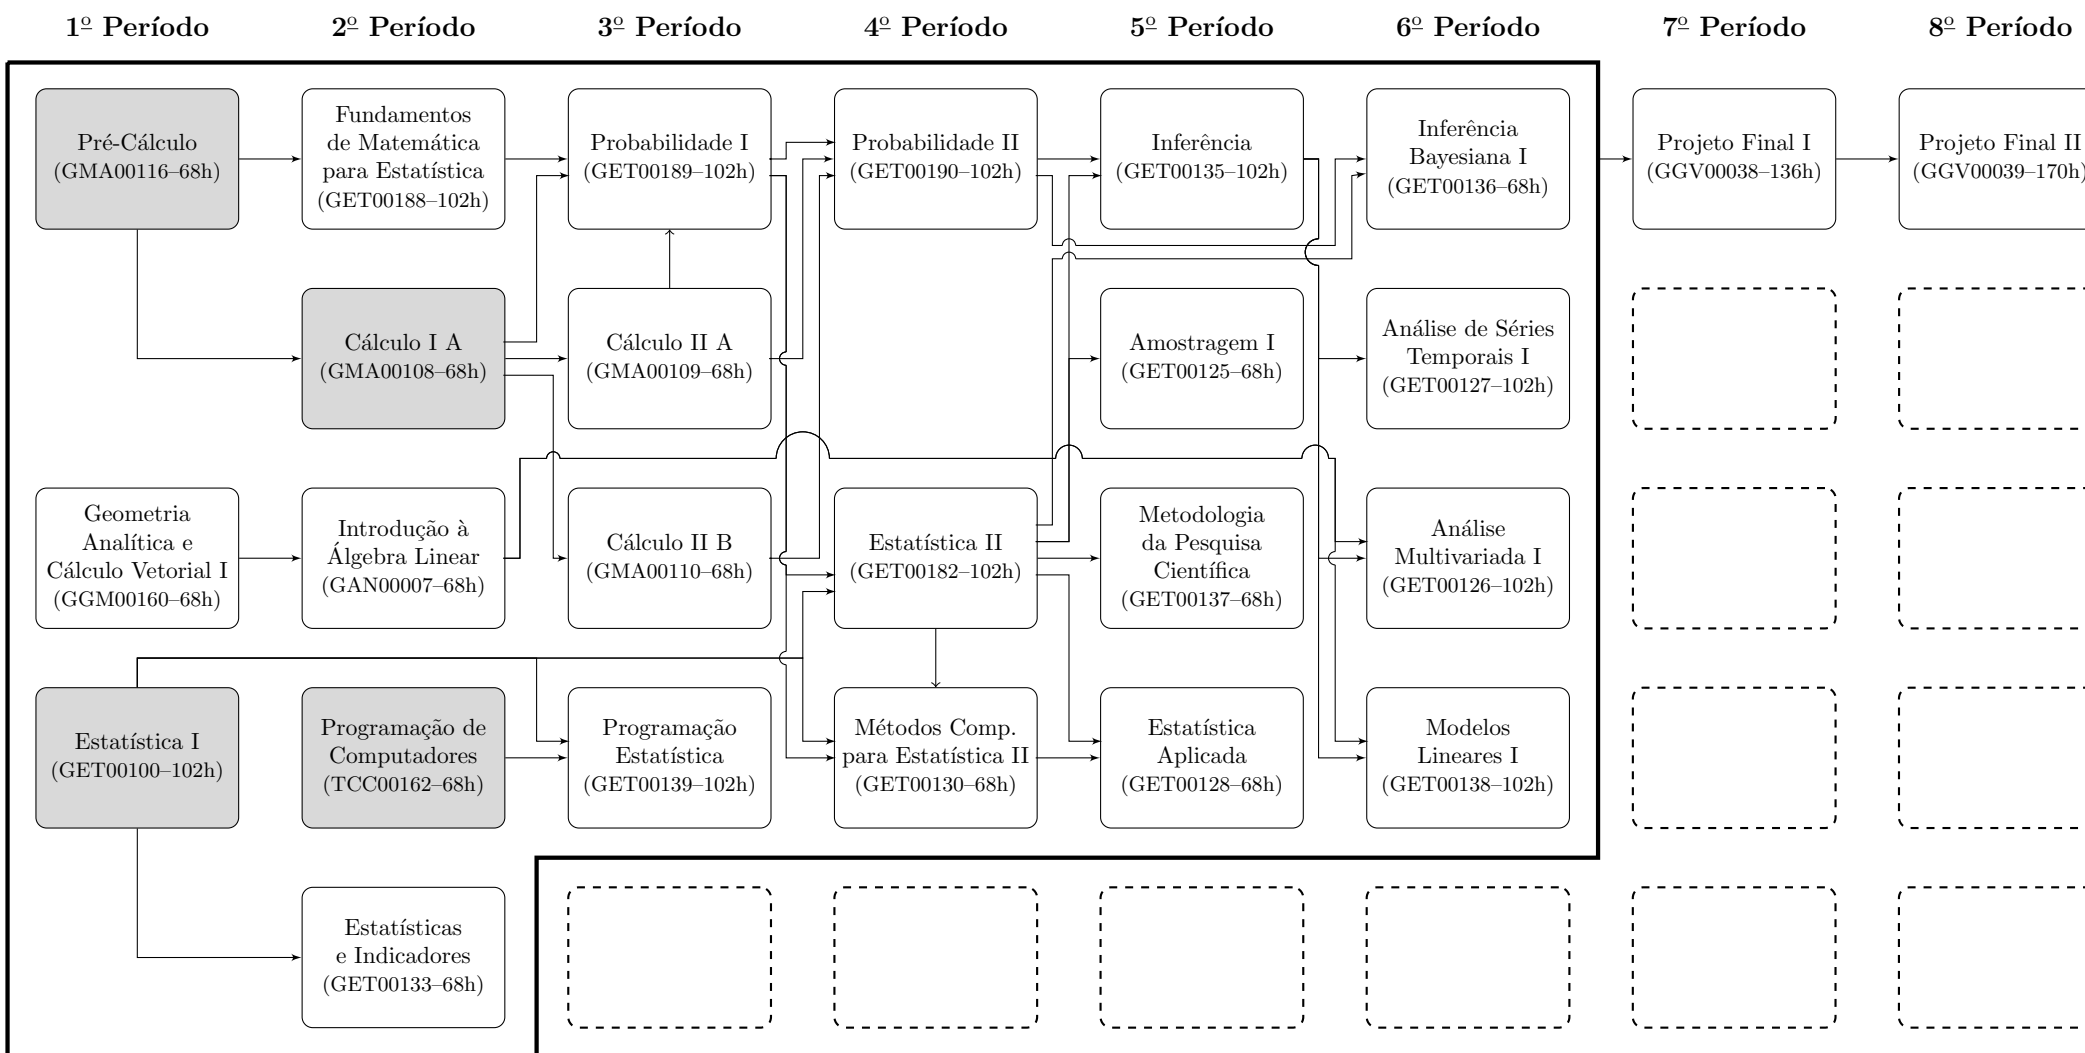 1º Período
2º Período
3º Período
4º Período
5º Período
6º Período
7º Período
8º Período
Pré-Cálculo
(GMA00116–68h)
Fundamentos
de Matemática
para Estatística
(GET00188–102h)
Probabilidade I
(GET00189–102h)
Probabilidade II
(GET00190–102h)
Inferência
(GET00135–102h)
Inferência
Bayesiana I
(GET00136–68h)
Projeto Final I
(GGV00038–136h)
Projeto Final II
(GGV00039–170h)
Cálculo I A
(GMA00108–68h)
Cálculo II A
(GMA00109–68h)
Amostragem I
(GET00125–68h)
Análise de Séries
Temporais I
(GET00127–102h)
Geometria
Analítica e
Cálculo Vetorial I
(GGM00160–68h)
Introdução à
Álgebra Linear
(GAN00007–68h)
Cálculo II B
(GMA00110–68h)
Estatística II
(GET00182–102h)
Metodologia
da Pesquisa
Científica
(GET00137–68h)
Análise
Multivariada I
(GET00126–102h)
Estatística I
(GET00100–102h)
Programação de
Computadores
(TCC00162–68h)
Programação
Estatística
(GET00139–102h)
Métodos Comp.
para Estatística II
(GET00130–68h)
Estatística
Aplicada
(GET00128–68h)
Modelos
Lineares I
(GET00138–102h)
Estatísticas
e Indicadores
(GET00133–68h)